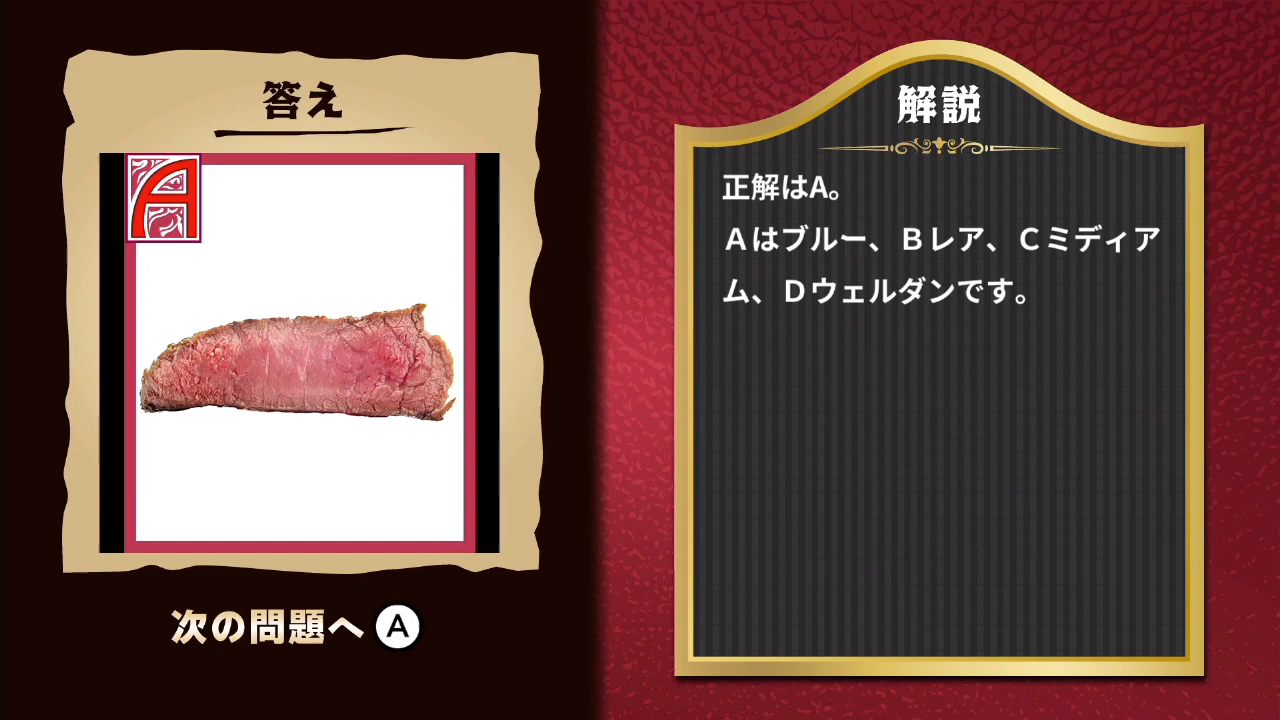 答え
A
次の問題へ A
解説
正解はA。
Ａはブルー、Ｂレア、Ｃミディア
ム、Ｄウェルダンです。